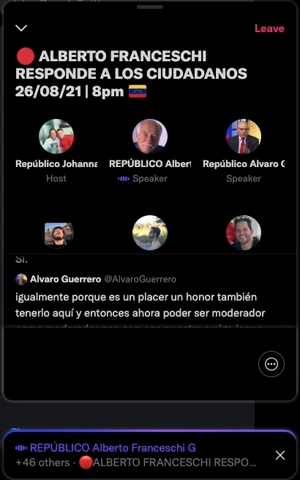 Leave
🔴 ALBERTO FRANCESCHI
RESPONDE A LOS CIUDADANOS
26/08/21 | 8pm 🇻🇪
Repúblico Johanna
REPÚBLICO Albert
Repúblico Alvaro G
Host
Speaker
Speaker
Sí.
Alvaro Guerrero @AlvaroGuerrero
igualmente porque es un placer un honor también
tenerlo aquí y entonces ahora poder ser moderador
REPÚBLICO Alberto Franceschi G
+46 others · 🔴ALBERTO FRANCESCHI RESPO...